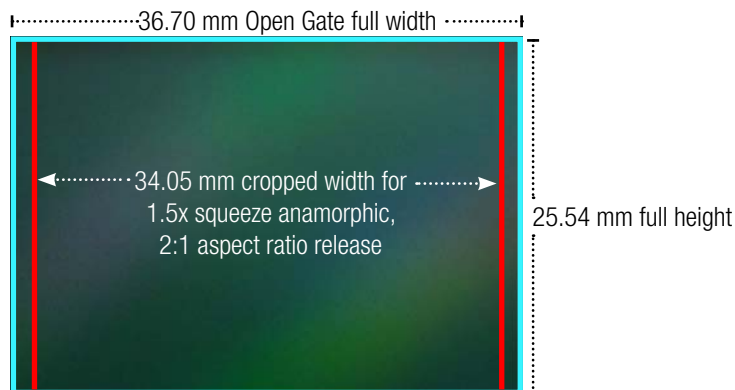 36.70 mm Open Gate full width
34.05 mm cropped width for
1.5x squeeze anamorphic,
2:1 aspect ratio release
25.54 mm full height